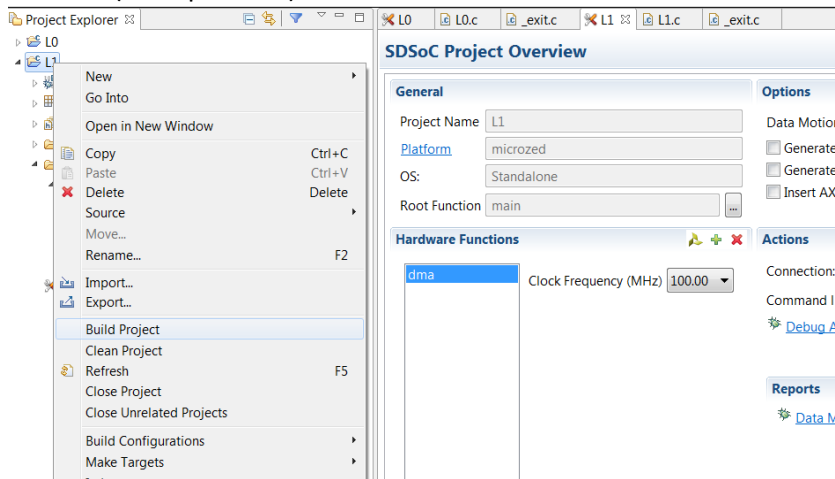 Project Explorer
L0
L1
New
Go Into
Open in New Window
Copy Ctrl+C
Paste Ctrl+V
Delete Delete
Source
Move...
Rename... F2
Import...
Export...
Build Project
Clean Project
Refresh F5
Close Project
Close Unrelated Projects
Build Configurations
Make Targets
L0 L0.c _exit.c L1 L1.c _exit.c
SDSoC Project Overview
General
Project Name L1
Platform microzed
OS: Standalone
Root Function main ...
Hardware Functions
dma
Clock Frequency (MHz) 100.00
Options
Data Motio
Generate
Generate
Insert AX
Actions
Connection:
Command l
Debug A
Reports
Data M